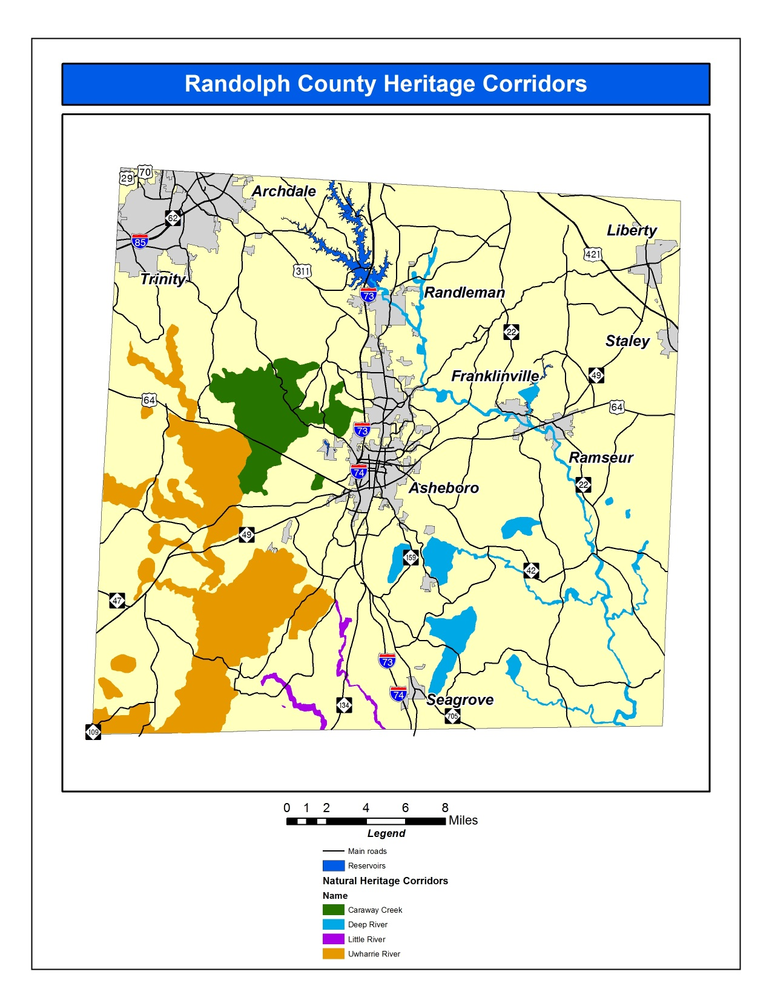 Randolph County Heritage Corridors
29
70
Archdale
62
85
Liberty
421
311
Trinity
73
Randleman
22
Staley
Franklinville
49
64
64
73
Ramseur
74
22
Asheboro
49
159
42
47
73
74
Seagrove
134
705
109
0 1 2 4 6 8
Miles
Legend
Main roads
Reservoirs
Natural Heritage Corridors
Name
Caraway Creek
Deep River
Little River
Uwharrie River